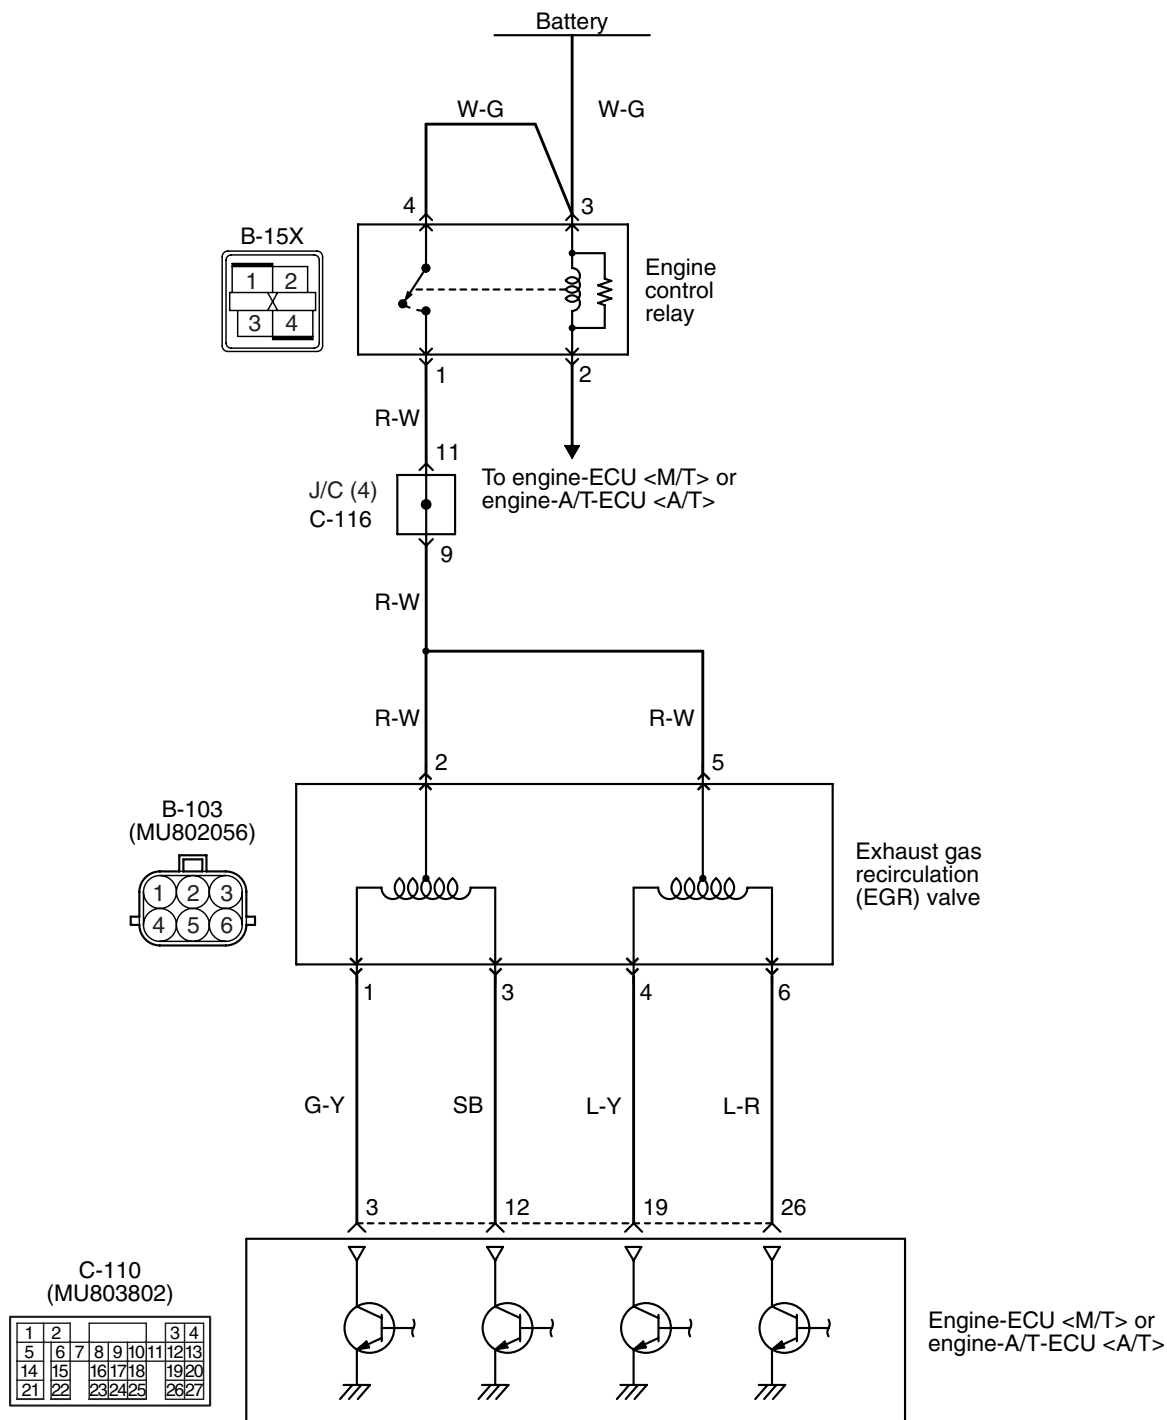 Battery
W-G
W-G
4
3
B-15X
1 2
X
3 4
Engine
control
relay
1
2
R-W
11
J/C (4)
C-116
To engine-ECU <M/T> or
engine-A/T-ECU <A/T>
9
R-W
R-W
R-W
2
5
B-103
(MU802056)
1 2 3
4 5 6
Exhaust gas
recirculation
(EGR) valve
1
3
4
6
G-Y
SB
L-Y
L-R
3
12
19
26
C-110
(MU803802)
1 2 3 4
5 6 7 8 9 10 11 12 13
14 15 16 17 18 19 20
21 22 23 24 25 26 27
Engine-ECU <M/T> or
engine-A/T-ECU <A/T>